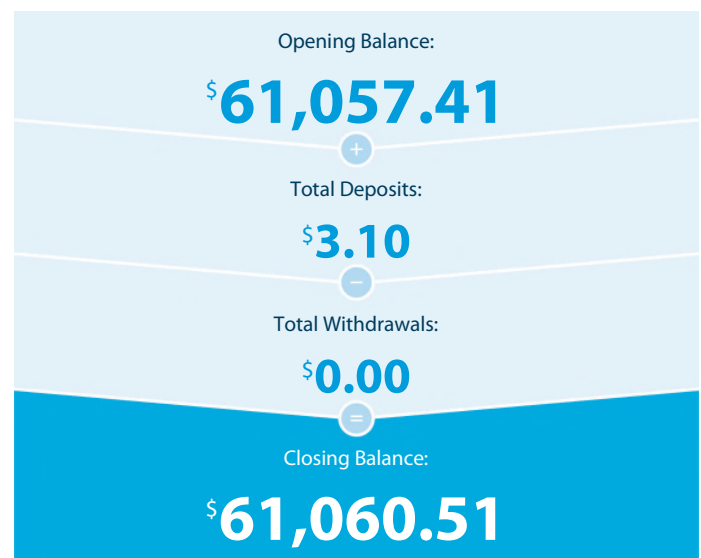 Opening Balance:
$61,057.41
+
Total Deposits:
$3.10
−
Total Withdrawals:
$0.00
=
Closing Balance:
$61,060.51